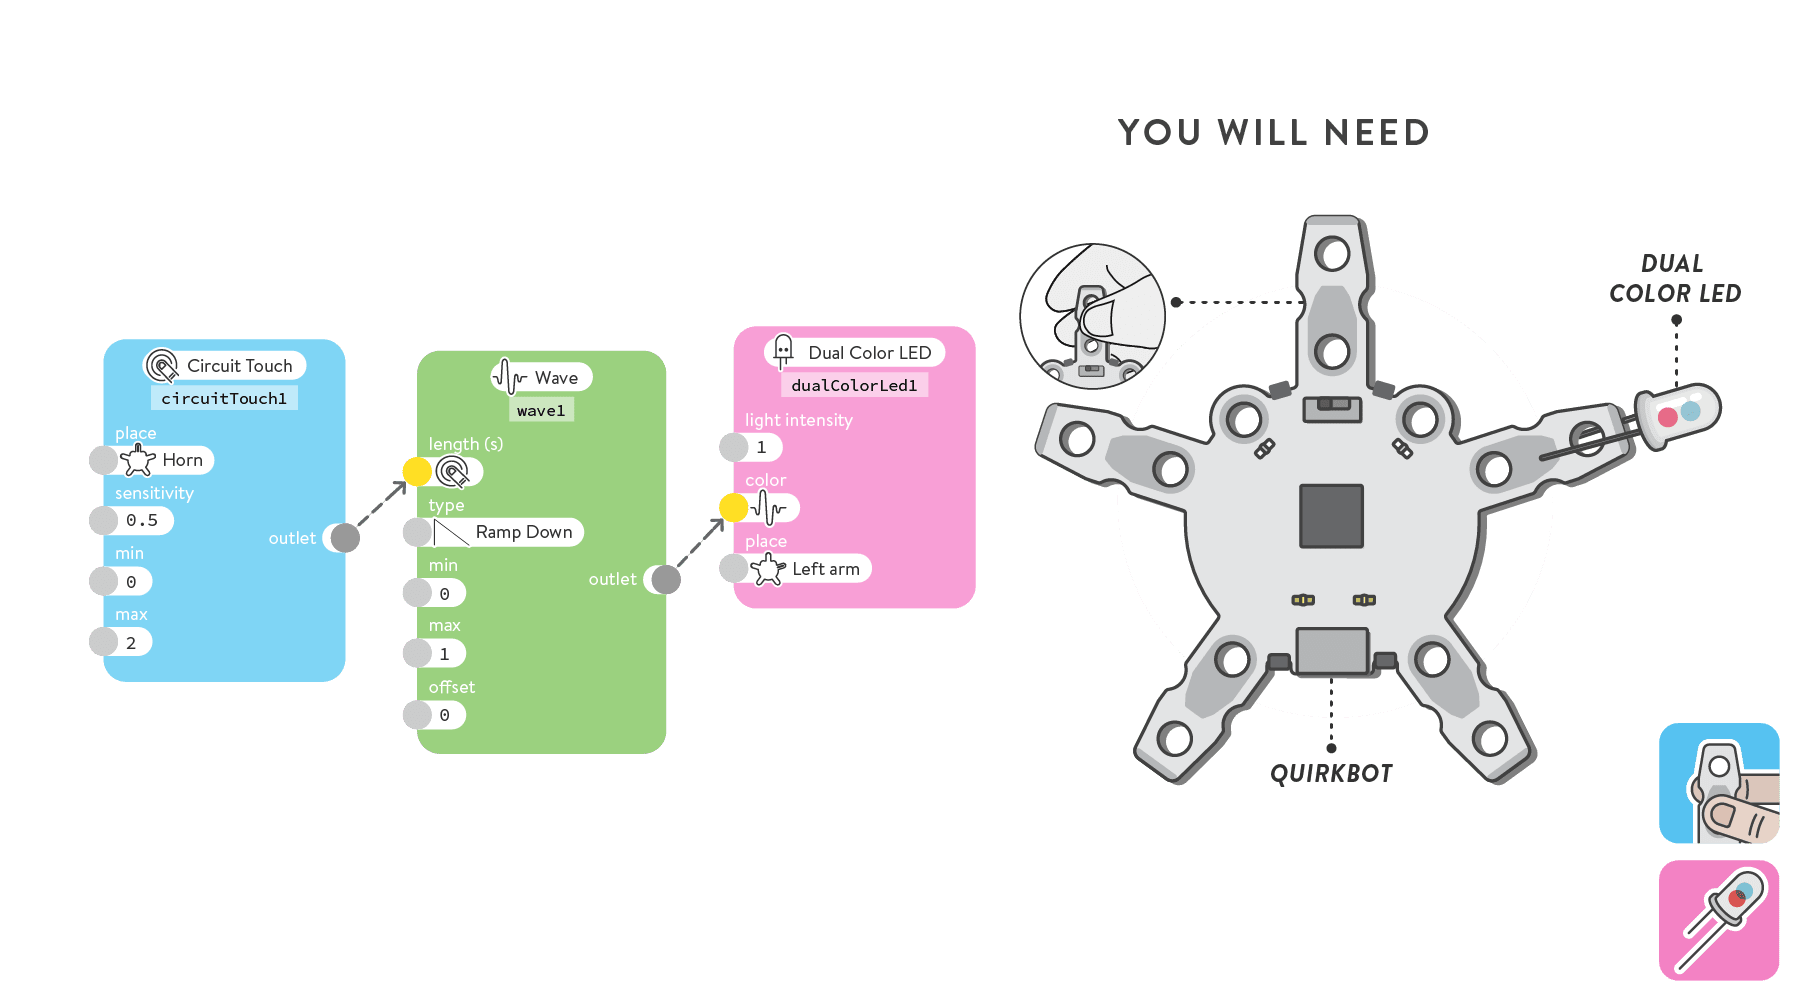 YOU WILL NEED
Circuit Touch
circuitTouch1
place
Horn
sensitivity
0.5
min
0
max
2
outlet
Wave
wave1
length (s)
type
Ramp Down
min
0
max
1
offset
0
outlet
Dual Color LED
dualColorLed1
light intensity
1
color
place
Left arm
DUAL
COLOR LED
QUIRKBOT